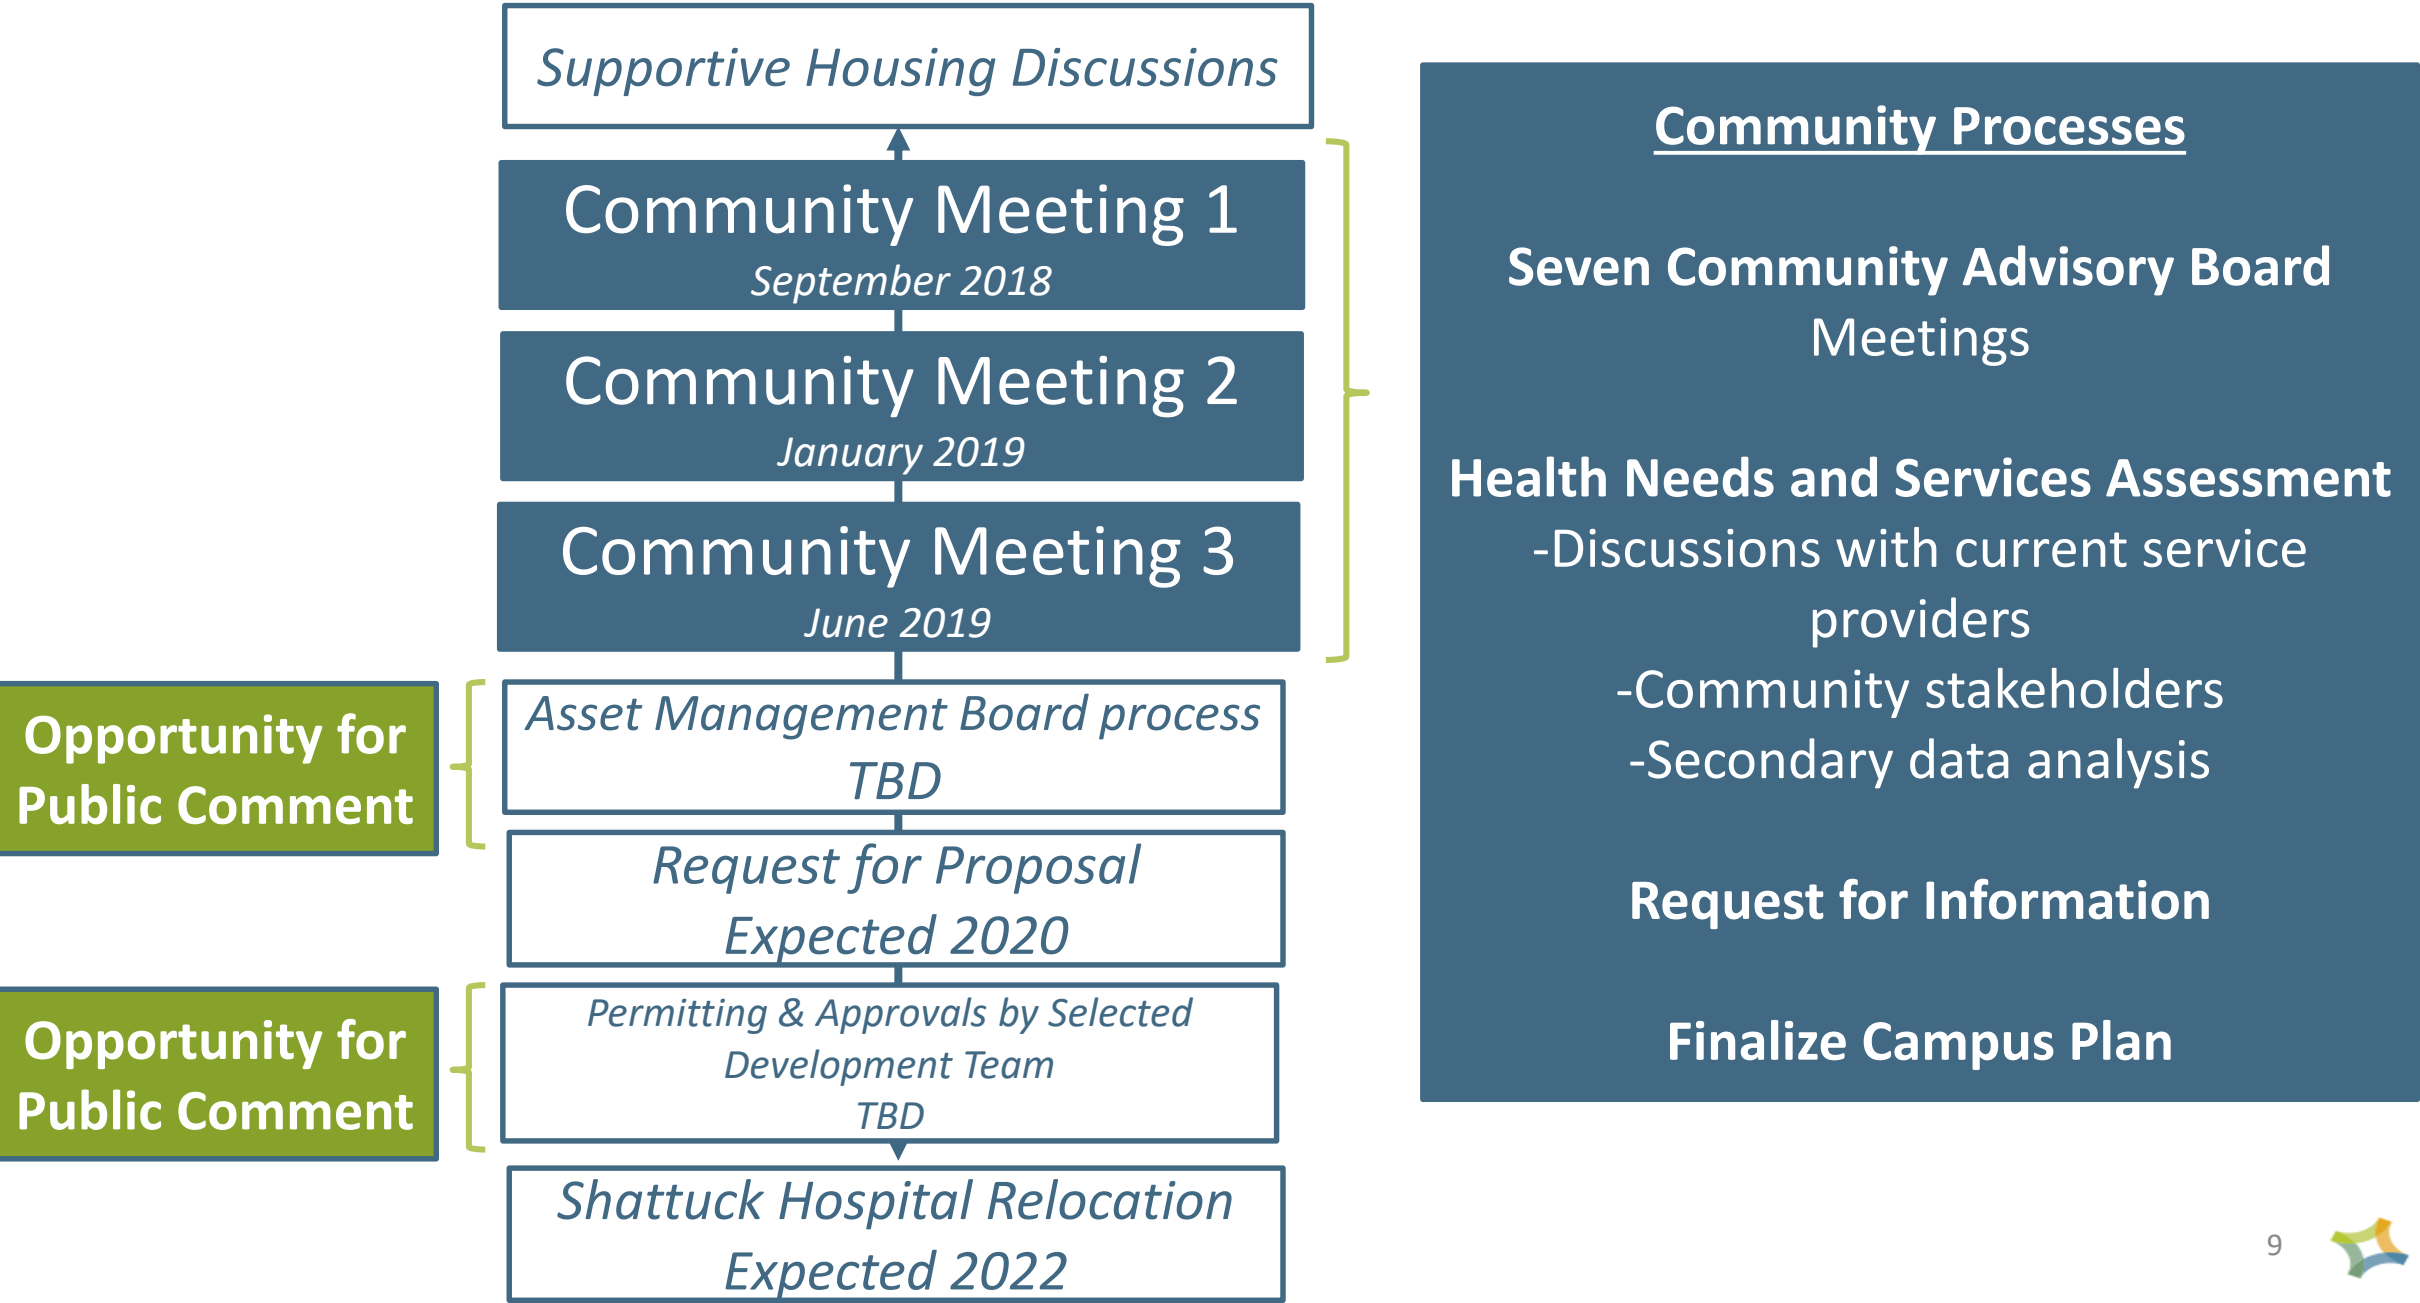 Supportive Housing Discussions
Community Meeting 1
September 2018
Community Meeting 2
January 2019
Community Meeting 3
June 2019
Opportunity for
Public Comment
Asset Management Board process
TBD
Request for Proposal
Expected 2020
Opportunity for
Public Comment
Permitting & Approvals by Selected
Development Team
TBD
Shattuck Hospital Relocation
Expected 2022
Community Processes
Seven Community Advisory Board
Meetings
Health Needs and Services Assessment
-Discussions with current service
providers
-Community stakeholders
-Secondary data analysis
Request for Information
Finalize Campus Plan
9